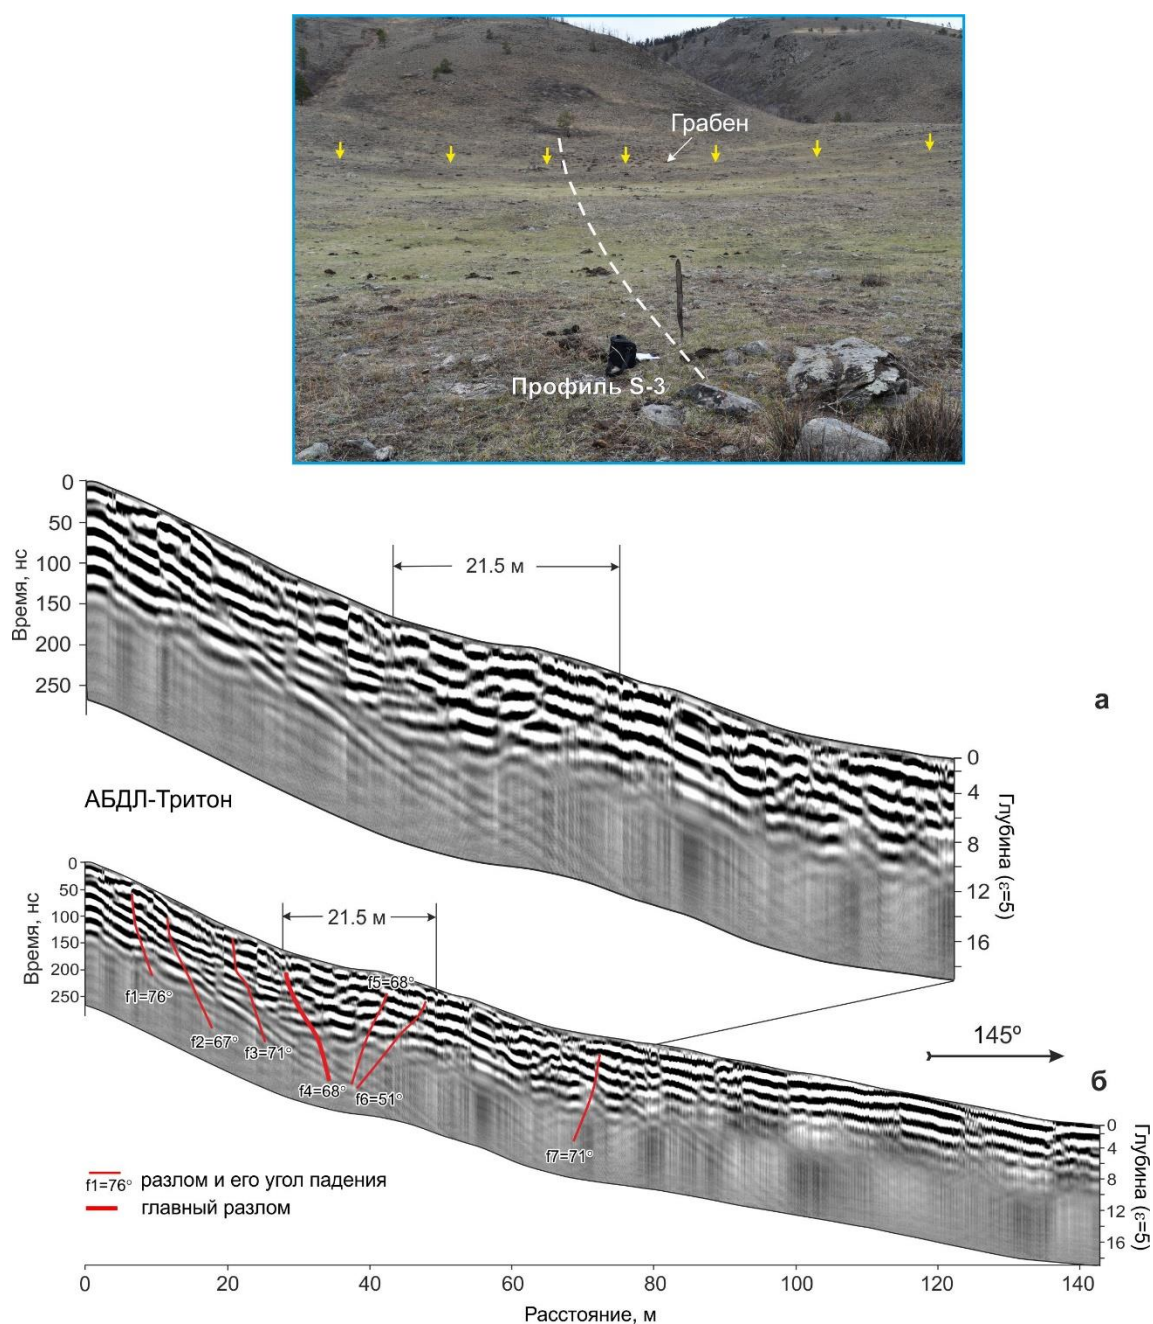 Грабен
Профиль S-3
0
50
100
150
200
250
Время, нс
21.5 м
а
0
4
8
12
16
Глубина (ε=5)
АБДЛ-Тритон
0
50
100
150
200
250
Время, нс
21.5 м
f1=76°
f2=67°
f3=71°
f4=68°
f5=68°
f6=51°
f7=71°
145º
б
0
4
8
12
16
Глубина (ε=5)
f1=76° разлом и его угол падения
главный разлом
0 20 40 60 80 100 120 140
Расстояние, м